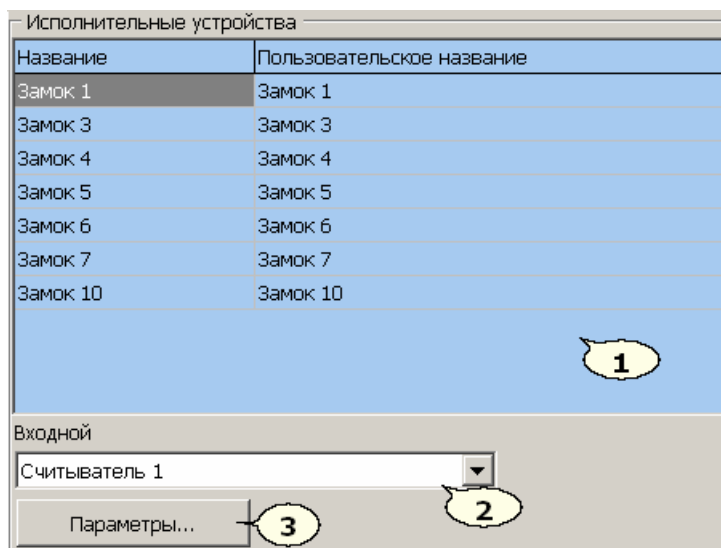 Исполнительные устройства
Название Пользовательское название
Замок 1 Замок 1
Замок 3 Замок 3
Замок 4 Замок 4
Замок 5 Замок 5
Замок 6 Замок 6
Замок 7 Замок 7
Замок 10 Замок 10
1
Входной
Считыватель 1
2
Параметры...
3